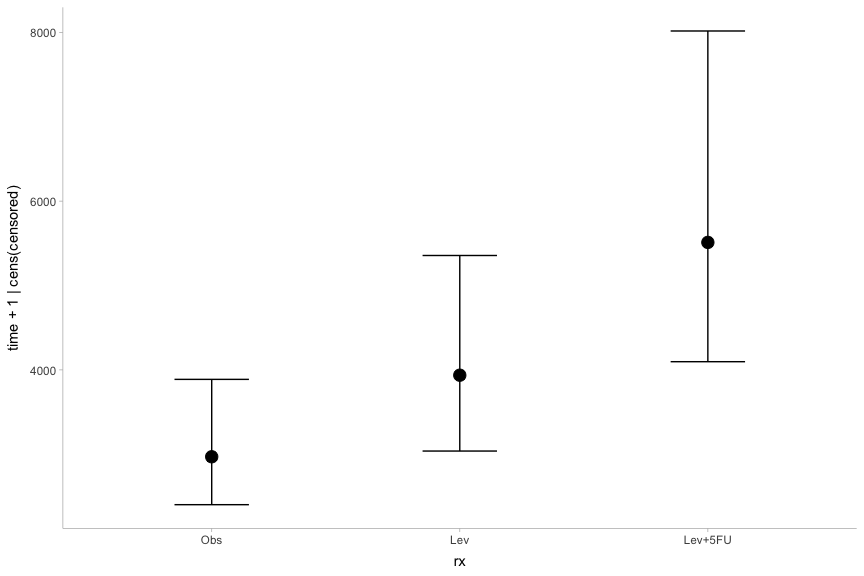 8000
6000
4000
time + 1 | cens(censored)
Obs
Lev
Lev+5FU
rx